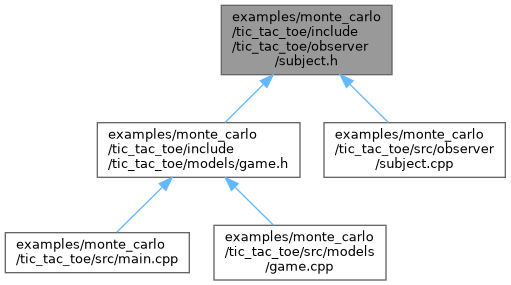 examples/monte_carlo
/tic_tac_toe/include
/tic_tac_toe/observer
/subject.h
examples/monte_carlo
/tic_tac_toe/include
/tic_tac_toe/models/game.h
examples/monte_carlo
/tic_tac_toe/src/observer
/subject.cpp
examples/monte_carlo
/tic_tac_toe/src/main.cpp
examples/monte_carlo
/tic_tac_toe/src/models
/game.cpp